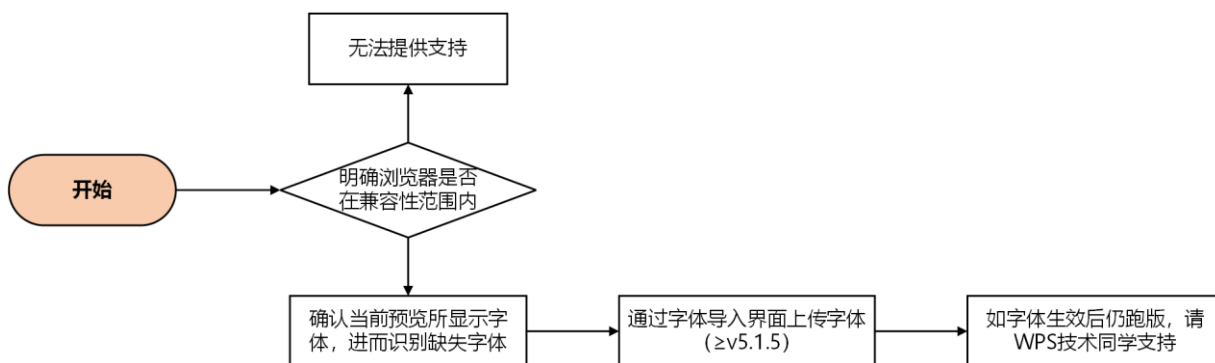 无法提供支持
开始
明确浏览器是否
在兼容性范围内
确认当前预览所显示字
体，进而识别缺失字体
通过字体导入界面上传字体
（≥v5.1.5）
如字体生效后仍跑版，请
WPS技术同学支持